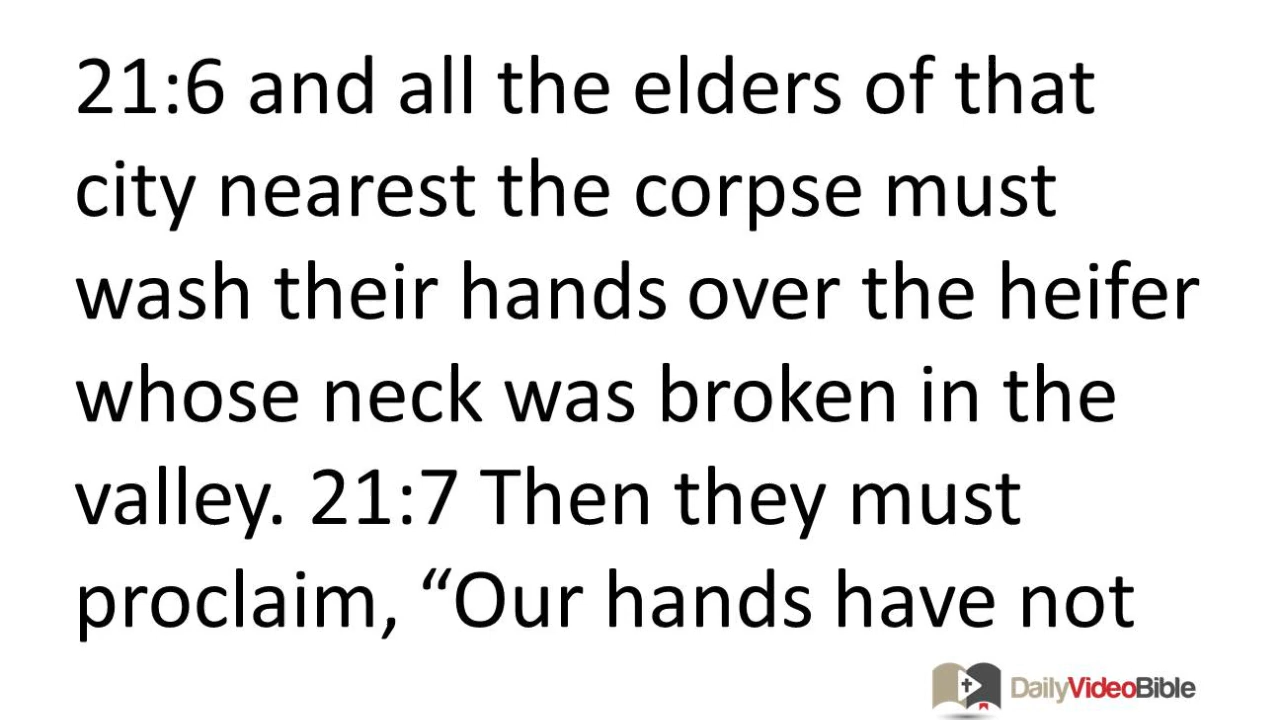 21:6 and all the elders of that
city nearest the corpse must
wash their hands over the heifer
whose neck was broken in the
valley. 21:7 Then they must
proclaim, “Our hands have not
DailyVideoBible